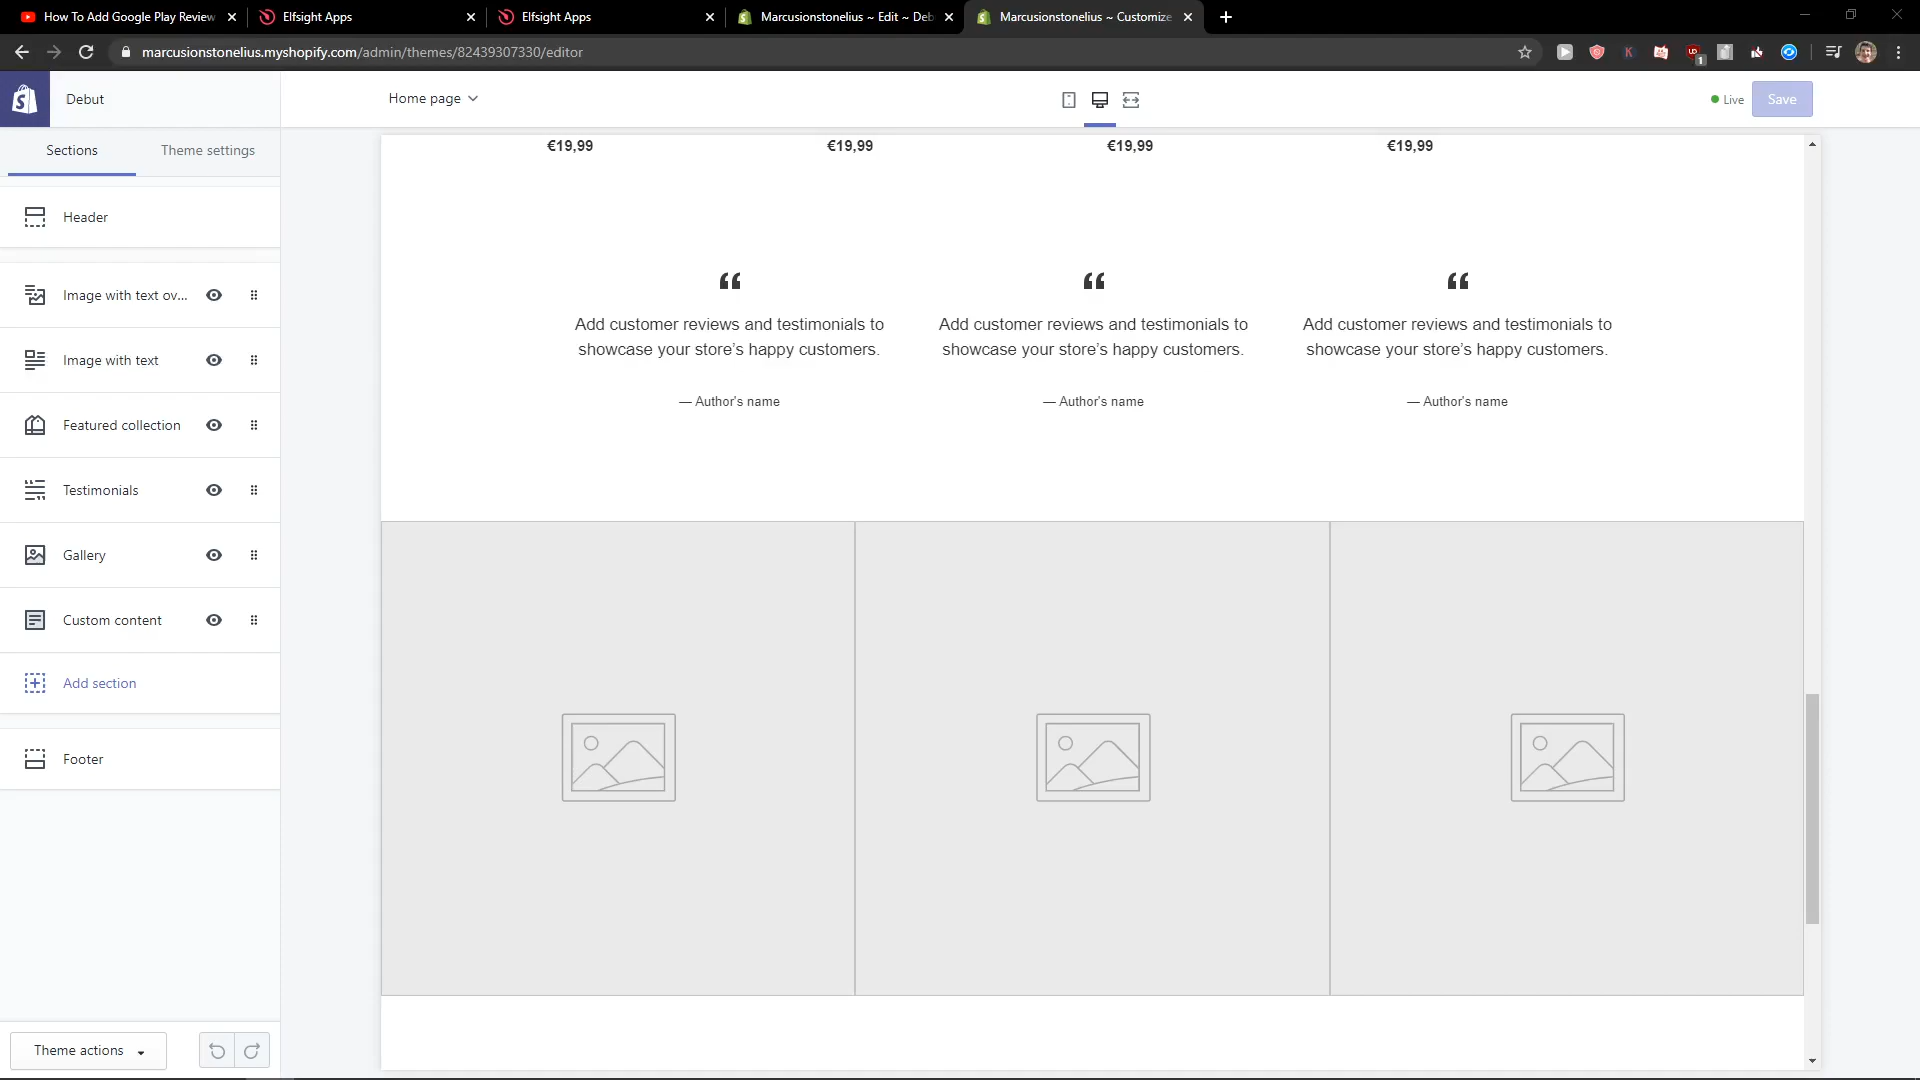 How To Add Google Play Review
Elfsight Apps
Elfsight Apps
Marcusionstonelius ~ Edit ~ Deb
Marcusionstonelius ~ Customize
marcusionstonelius.myshopify.com/admin/themes/82439307330/editor
1
Debut
Home page
Live
Save
Sections
Theme settings
Header
Image with text ov...
Image with text
Featured collection
Testimonials
Gallery
Custom content
Add section
Footer
Theme actions
€19,99
€19,99
€19,99
€19,99
“
“
“
Add customer reviews and testimonials to
showcase your store’s happy customers.
— Author's name
Add customer reviews and testimonials to
showcase your store’s happy customers.
— Author's name
Add customer reviews and testimonials to
showcase your store’s happy customers.
— Author's name